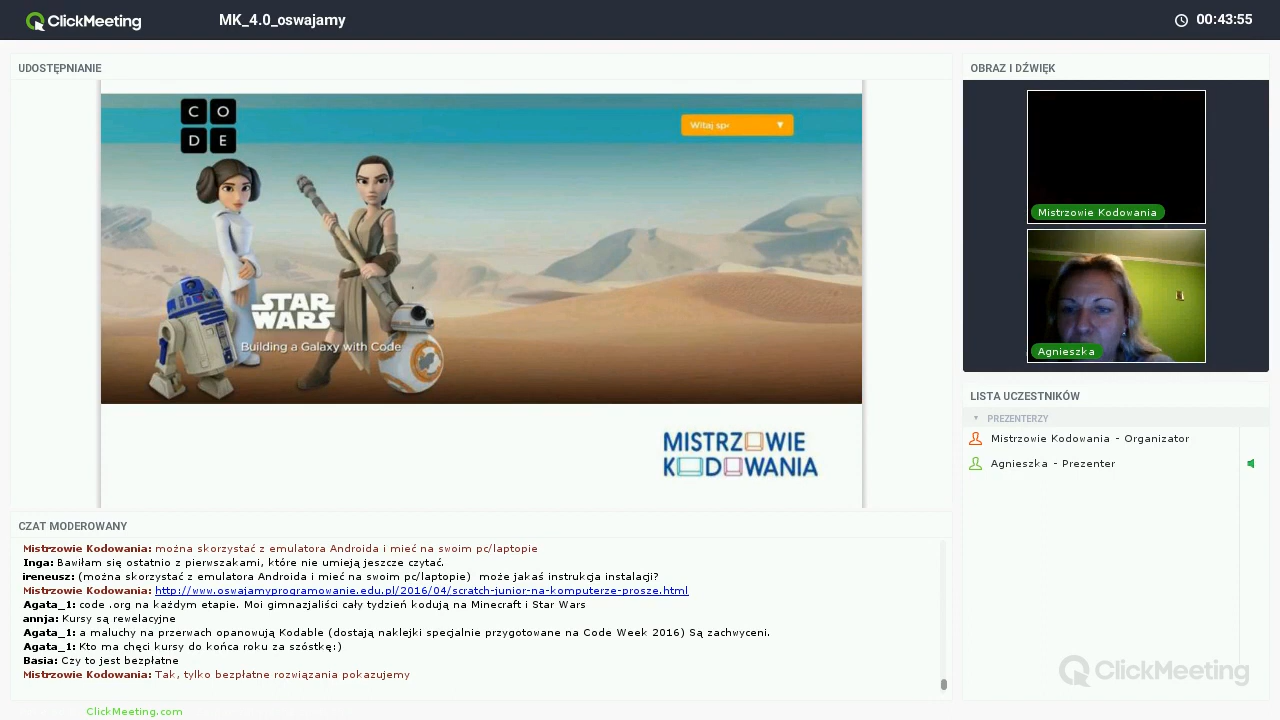 ClickMeeting
MK_4.0_oswajamy
00:43:55
UDOSTĘPNIANIE
C O
D E
Witaj
STAR
WARS
Building a Galaxy with Code
MISTRZOWIE
KODOWANIA
CZAT MODEROWANY
Mistrzowie Kodowania: można skorzystać z emulatora Androida i mieć na swoim pc/laptopie
Inga: Bawiłam się ostatnio z pierwszakami, które nie umieją jeszcze czytać.
ireneusz: (można skorzystać z emulatora Androida i mieć na swoim pc/laptopie)  może jakaś instrukcja instalacji?
Mistrzowie Kodowania: http://www.oswajamyprogramowanie.edu.pl/2016/04/scratch-junior-na-komputerze-prosze.html
Agata_1: code .org na każdym etapie. Moi gimnazjaliści cały tydzień kodują na Minecraft i Star Wars
annja: Kursy są rewelacyjne
Agata_1: a maluchy na przerwach opanowują Kodable (dostają naklejki specjalnie przygotowane na Code Week 2016) Są zachwyceni.
Agata_1: Kto ma chęci kursy do końca roku za szóstkę:)
Basia: Czy to jest bezpłatne
Mistrzowie Kodowania: Tak, tylko bezpłatne rozwiązania pokazujemy
ClickMeeting.com
OBRAZ I DŹWIĘK
Mistrzowie Kodowania
Agnieszka
LISTA UCZESTNIKÓW
PREZENTERZY
Mistrzowie Kodowania - Organizator
Agnieszka - Prezenter
ClickMeeting